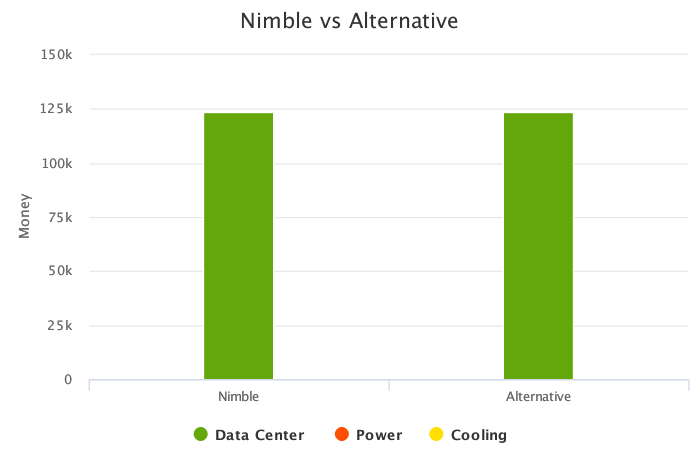 Nimble vs Alternative
150k
125k
100k
75k
50k
25k
0
Money
Nimble
Alternative
Data Center
Power
Cooling